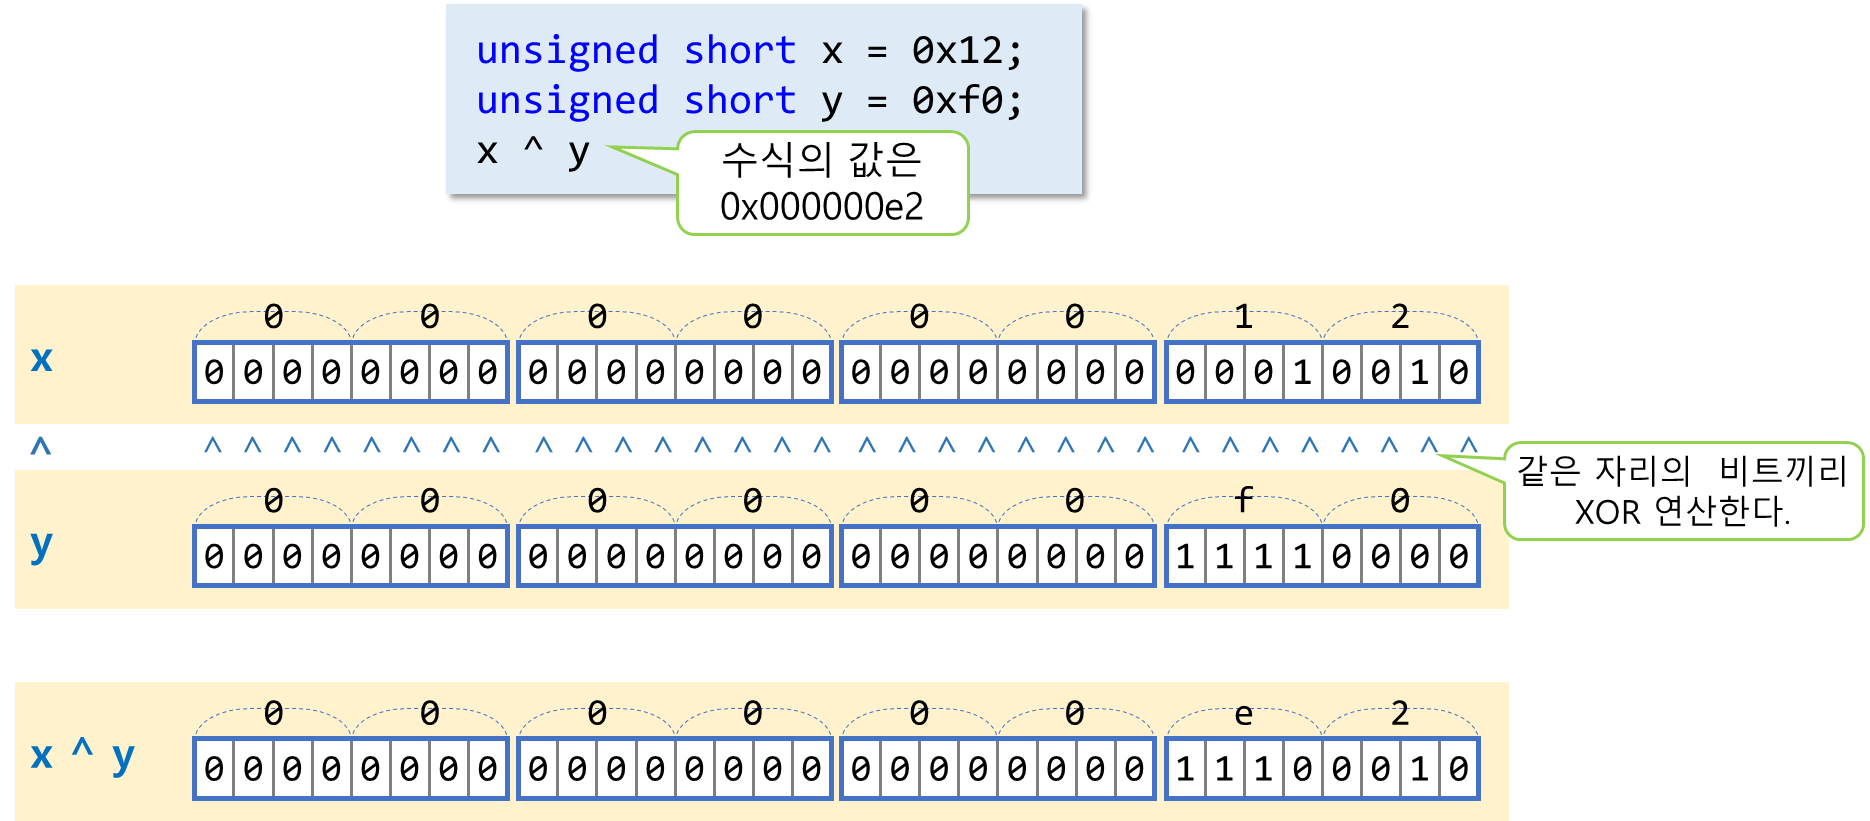 unsigned short x = 0x12;
unsigned short y = 0xf0;
x ^ y
수식의 값은
0x000000e2
0 0 0 0 0 0 1 2
x 0 0 0 0 0 0 0 0 0 0 0 0 0 0 0 0 0 0 0 0 0 0 0 0 0 0 0 1 0 0 1 0
^ ^ ^ ^ ^ ^ ^ ^ ^ ^ ^ ^ ^ ^ ^ ^ ^ ^ ^ ^ ^ ^ ^ ^ ^ ^ ^ ^ ^ ^ ^ ^ ^
같은 자리의 비트끼리
XOR 연산한다.
0 0 0 0 0 0 f 0
y 0 0 0 0 0 0 0 0 0 0 0 0 0 0 0 0 0 0 0 0 0 0 0 0 1 1 1 1 0 0 0 0
0 0 0 0 0 0 e 2
x ^ y 0 0 0 0 0 0 0 0 0 0 0 0 0 0 0 0 0 0 0 0 0 0 0 0 1 1 1 0 0 0 1 0